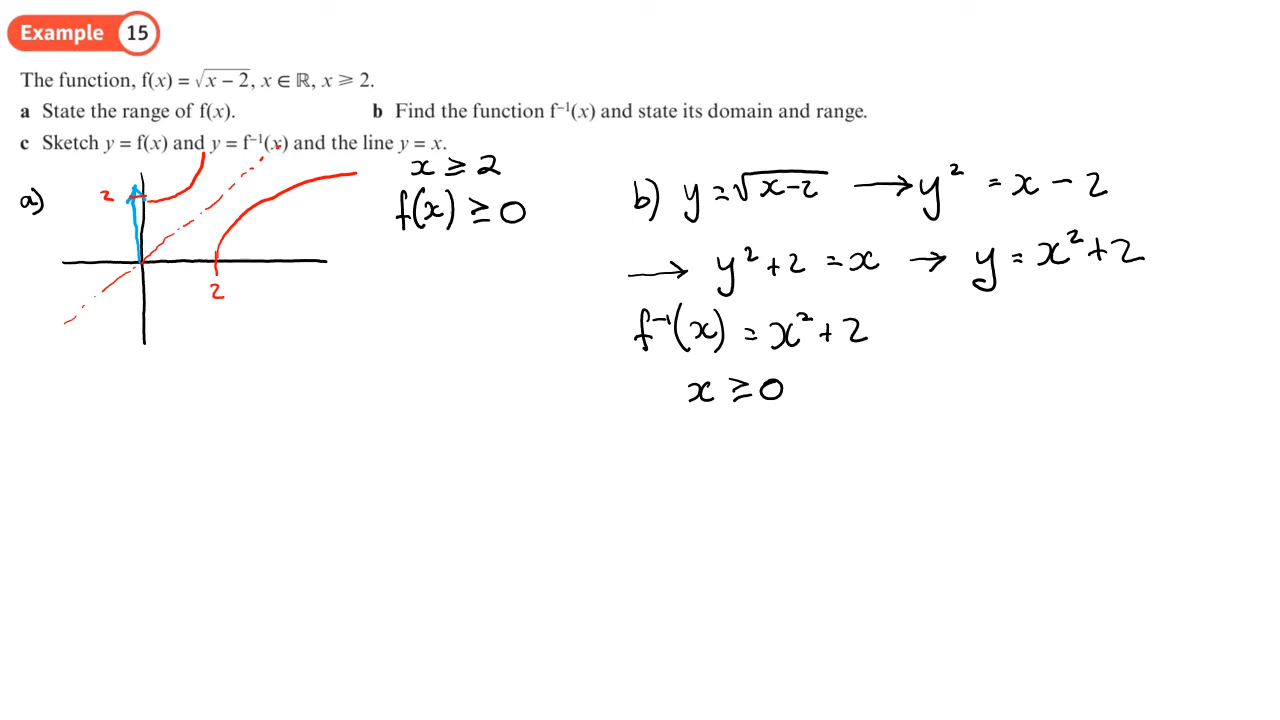 Example 15
The function, f(x) = √(x − 2), x ∈ ℝ, x ⩾ 2.
a State the range of f(x). b Find the function f⁻¹(x) and state its domain and range.
c Sketch y = f(x) and y = f⁻¹(x) and the line y = x.
a)
2
2
x ≥ 2
f(x) ≥ 0
b) y = √(x−2) → y² = x − 2
→ y² + 2 = x → y = x² + 2
f⁻¹(x) = x² + 2
x ≥ 0